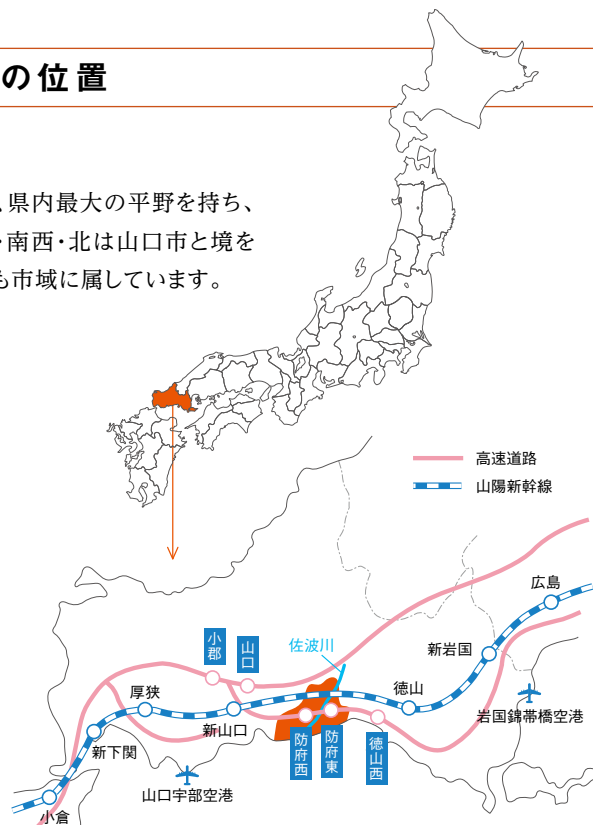 の位置
、県内最大の平野を持ち、
・南西・北は山口市と境を
も市域に属しています。
高速道路
山陽新幹線
広島
新岩国
岩国錦帯橋空港
佐波川
小郡
山口
徳山
厚狭
新山口
防府西
防府東
徳山西
新下関
山口宇部空港
小倉